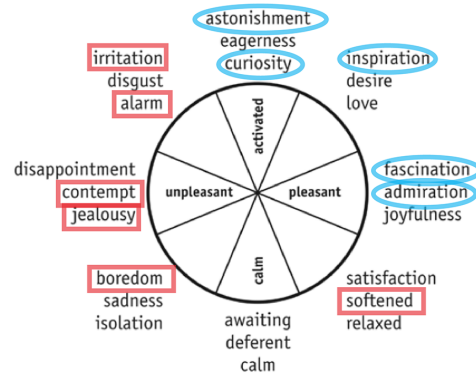 astonishment
eagerness
curiosity
irritation
disgust
alarm
inspiration
desire
love
activated
disappointment
contempt
jealousy
unpleasant
pleasant
fascination
admiration
joyfulness
calm
boredom
sadness
isolation
satisfaction
softened
relaxed
awaiting
deferent
calm